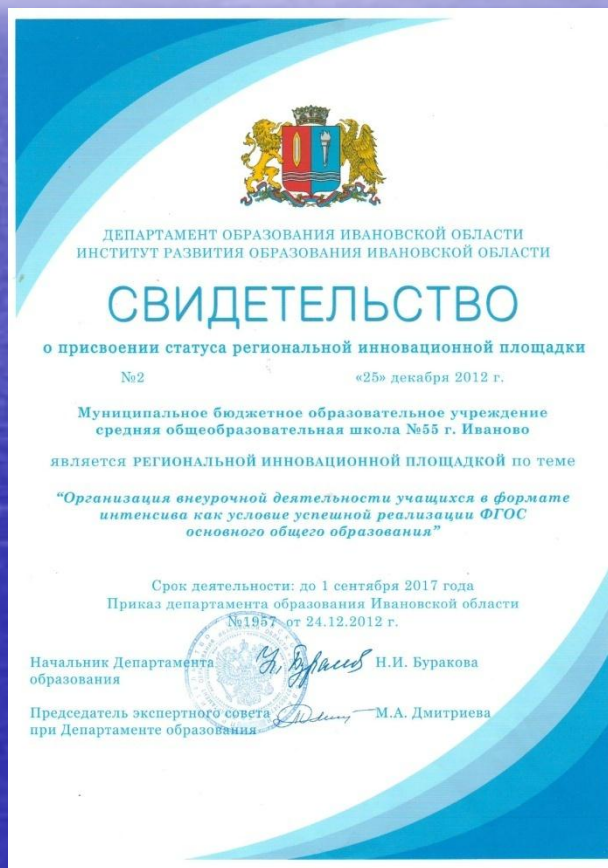 ДЕПАРТАМЕНТ ОБРАЗОВАНИЯ ИВАНОВСКОЙ ОБЛАСТИ
ИНСТИТУТ РАЗВИТИЯ ОБРАЗОВАНИЯ ИВАНОВСКОЙ ОБЛАСТИ
СВИДЕТЕЛЬСТВО
о присвоении статуса региональной инновационной площадки
№2 «25» декабря 2012 г.
Муниципальное бюджетное образовательное учреждение
средняя общеобразовательная школа №55 г. Иваново
является РЕГИОНАЛЬНОЙ ИННОВАЦИОННОЙ ПЛОЩАДКОЙ по теме
“Организация внеурочной деятельности учащихся в формате
интенсива как условие успешной реализации ФГОС
основного общего образования”
Срок деятельности: до 1 сентября 2017 года
Приказ департамента образования Ивановской области
№1957 от 24.12.2012 г.
Начальник Департамента Н.И. Буракова
образования
Председатель экспертного совета М.А. Дмитриева
при Департаменте образования